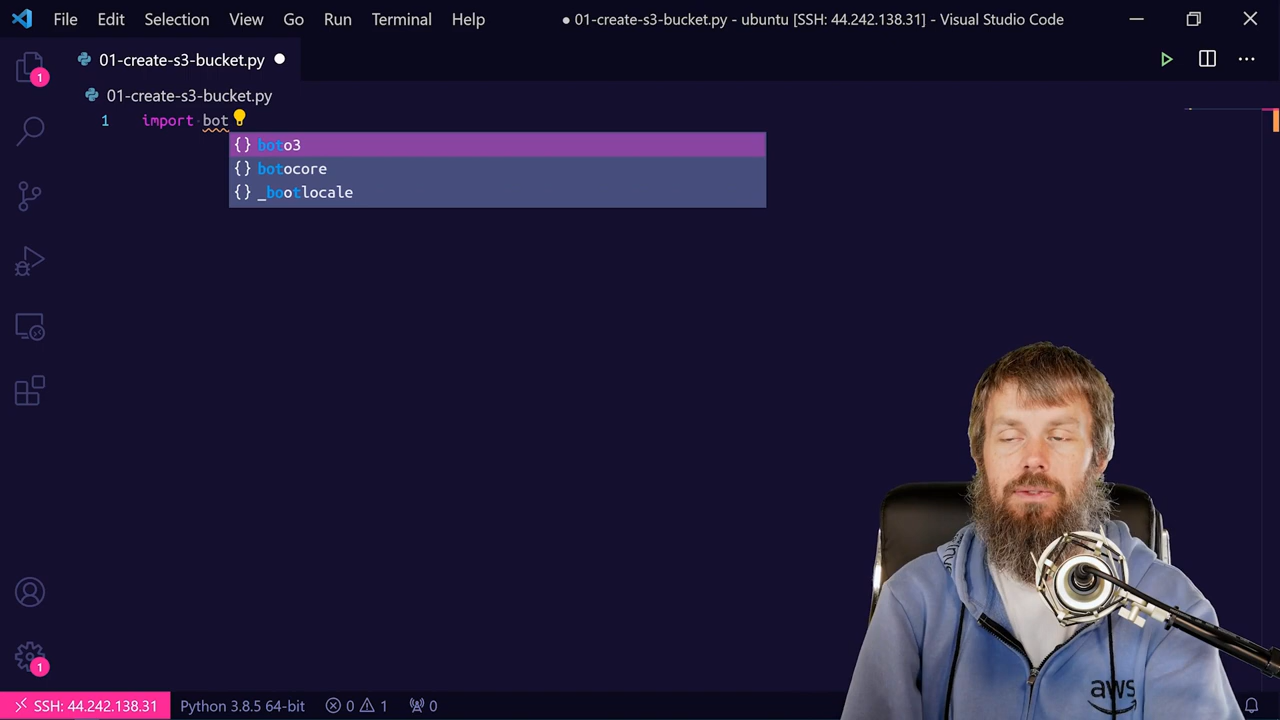 File Edit Selection View Go Run Terminal Help ● 01-create-s3-bucket.py - ubuntu [SSH: 44.242.138.31] - Visual Studio Code
01-create-s3-bucket.py
1
01-create-s3-bucket.py
1 import bot
{} boto3
{} botocore
{} _bootlocale
aws
1
SSH: 44.242.138.31 Python 3.8.5 64-bit 0 1 0